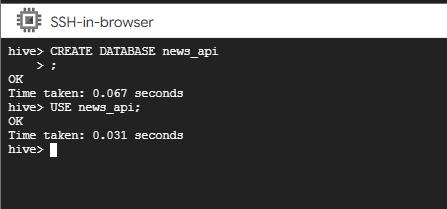 SSH-in-browser
hive> CREATE DATABASE news_api
    > ;
OK
Time taken: 0.067 seconds
hive> USE news_api;
OK
Time taken: 0.031 seconds
hive>